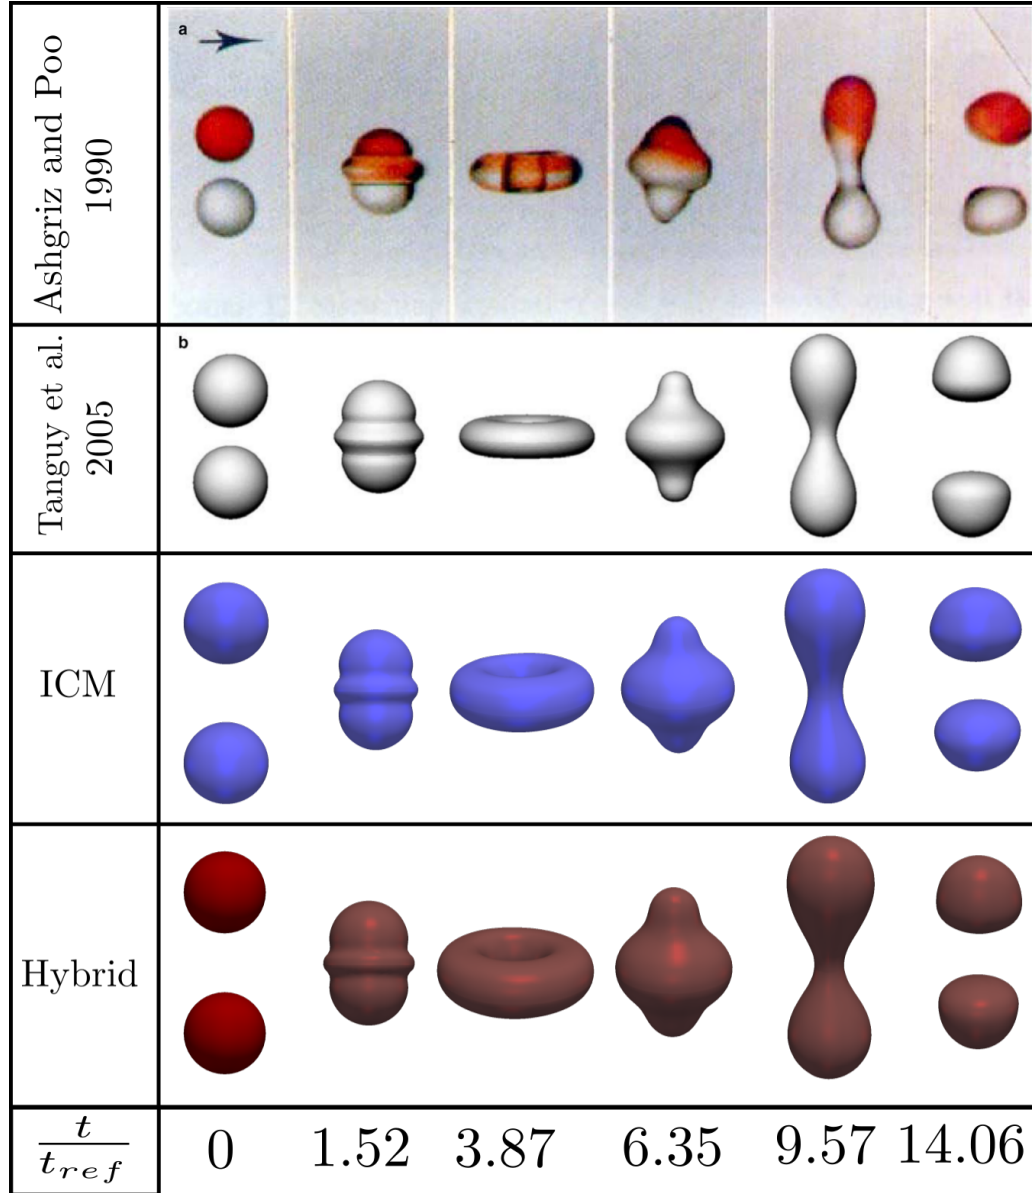 Ashgriz and Poo
1990
a
Tanguy et al.
2005
b
ICM
Hybrid
t
t_ref
0 1.52 3.87 6.35 9.57 14.06